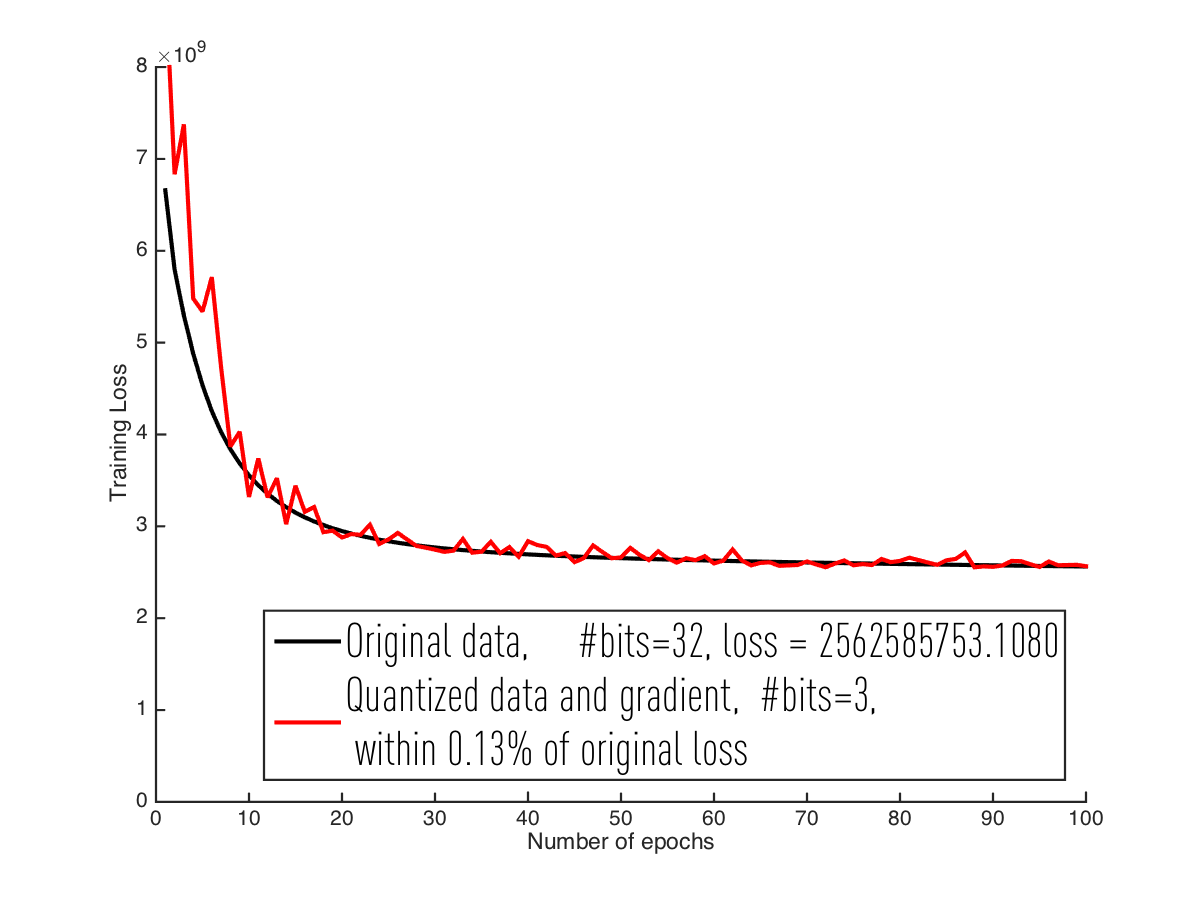 ×10⁹
8
7
6
5
4
3
2
1
0
Training Loss
Original data, #bits=32, loss = 2562585753.1080
Quantized data and gradient, #bits=3,
within 0.13% of original loss
0 10 20 30 40 50 60 70 80 90 100
Number of epochs